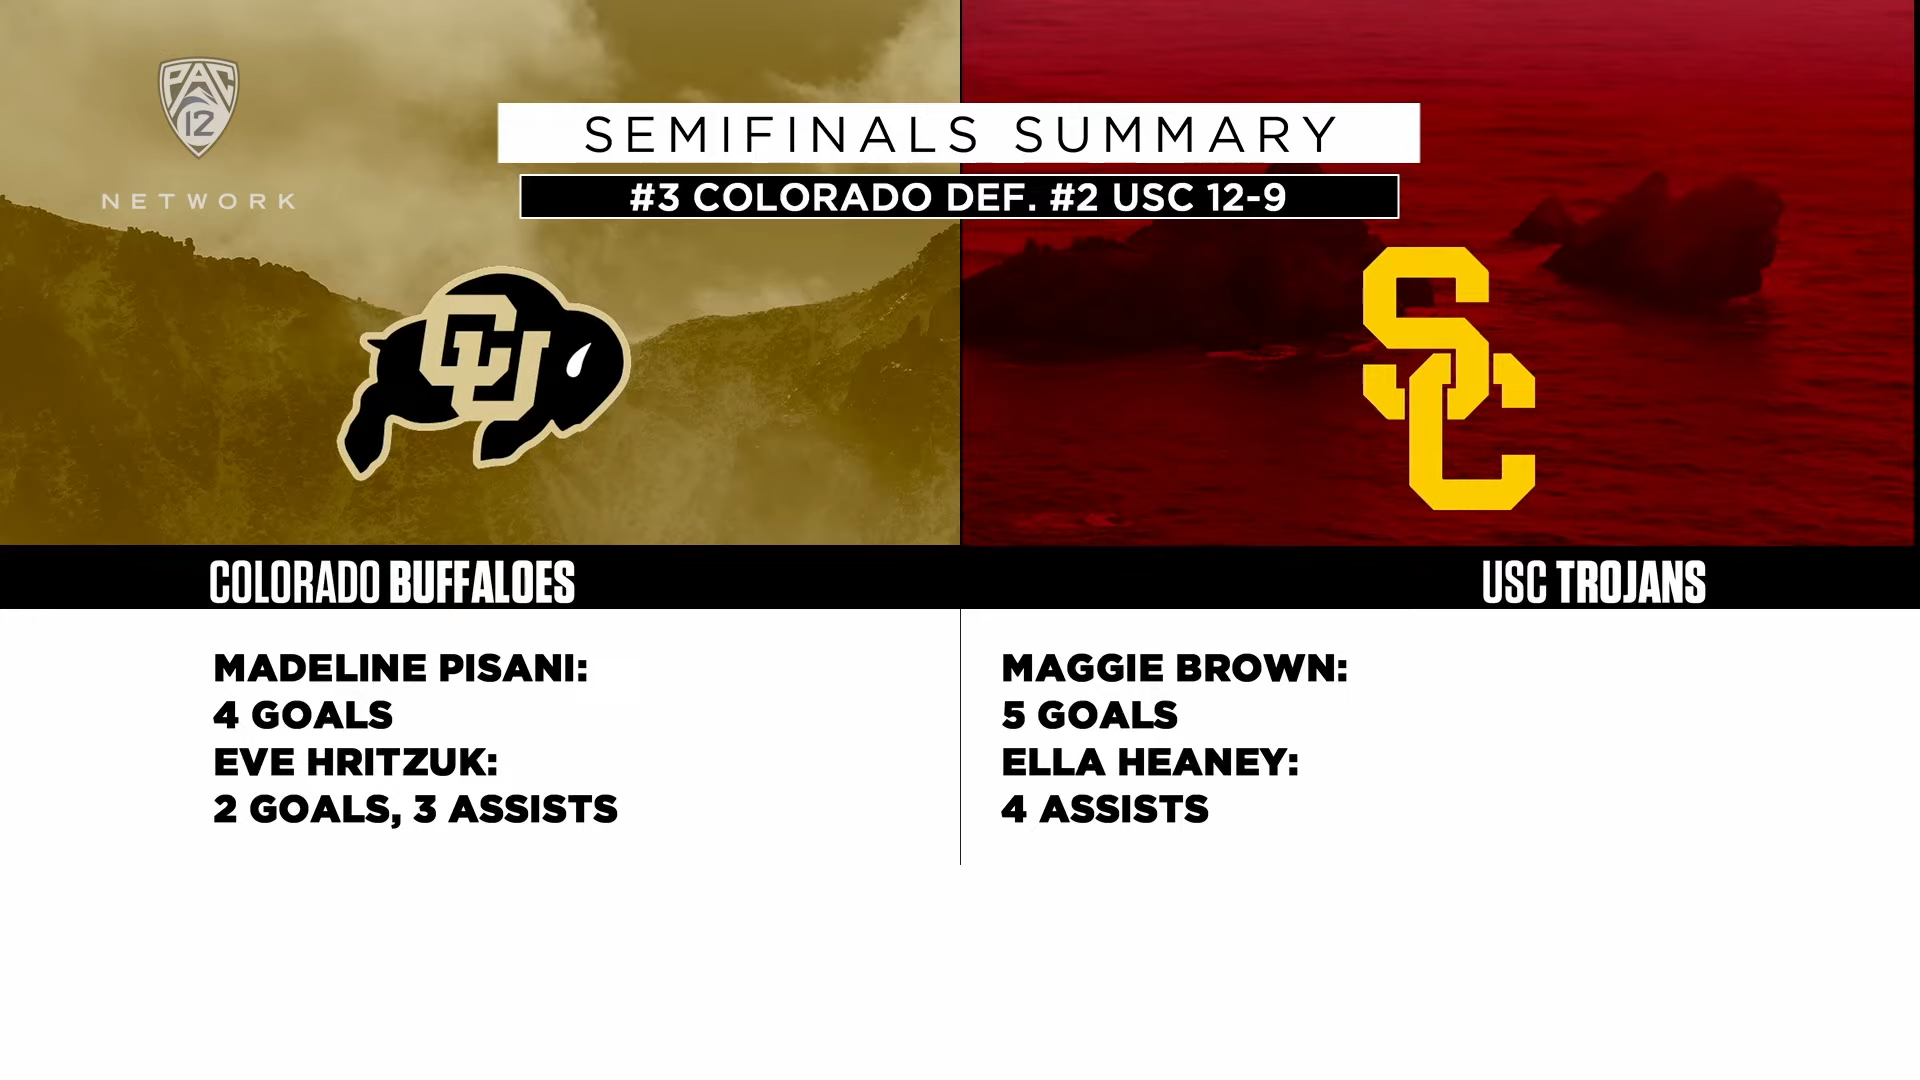 PAC
12
NETWORK
SEMIFINALS SUMMARY
#3 COLORADO DEF. #2 USC 12-9
CU
SC
COLORADO BUFFALOES
USC TROJANS
MADELINE PISANI:
4 GOALS
EVE HRITZUK:
2 GOALS, 3 ASSISTS
MAGGIE BROWN:
5 GOALS
ELLA HEANEY:
4 ASSISTS